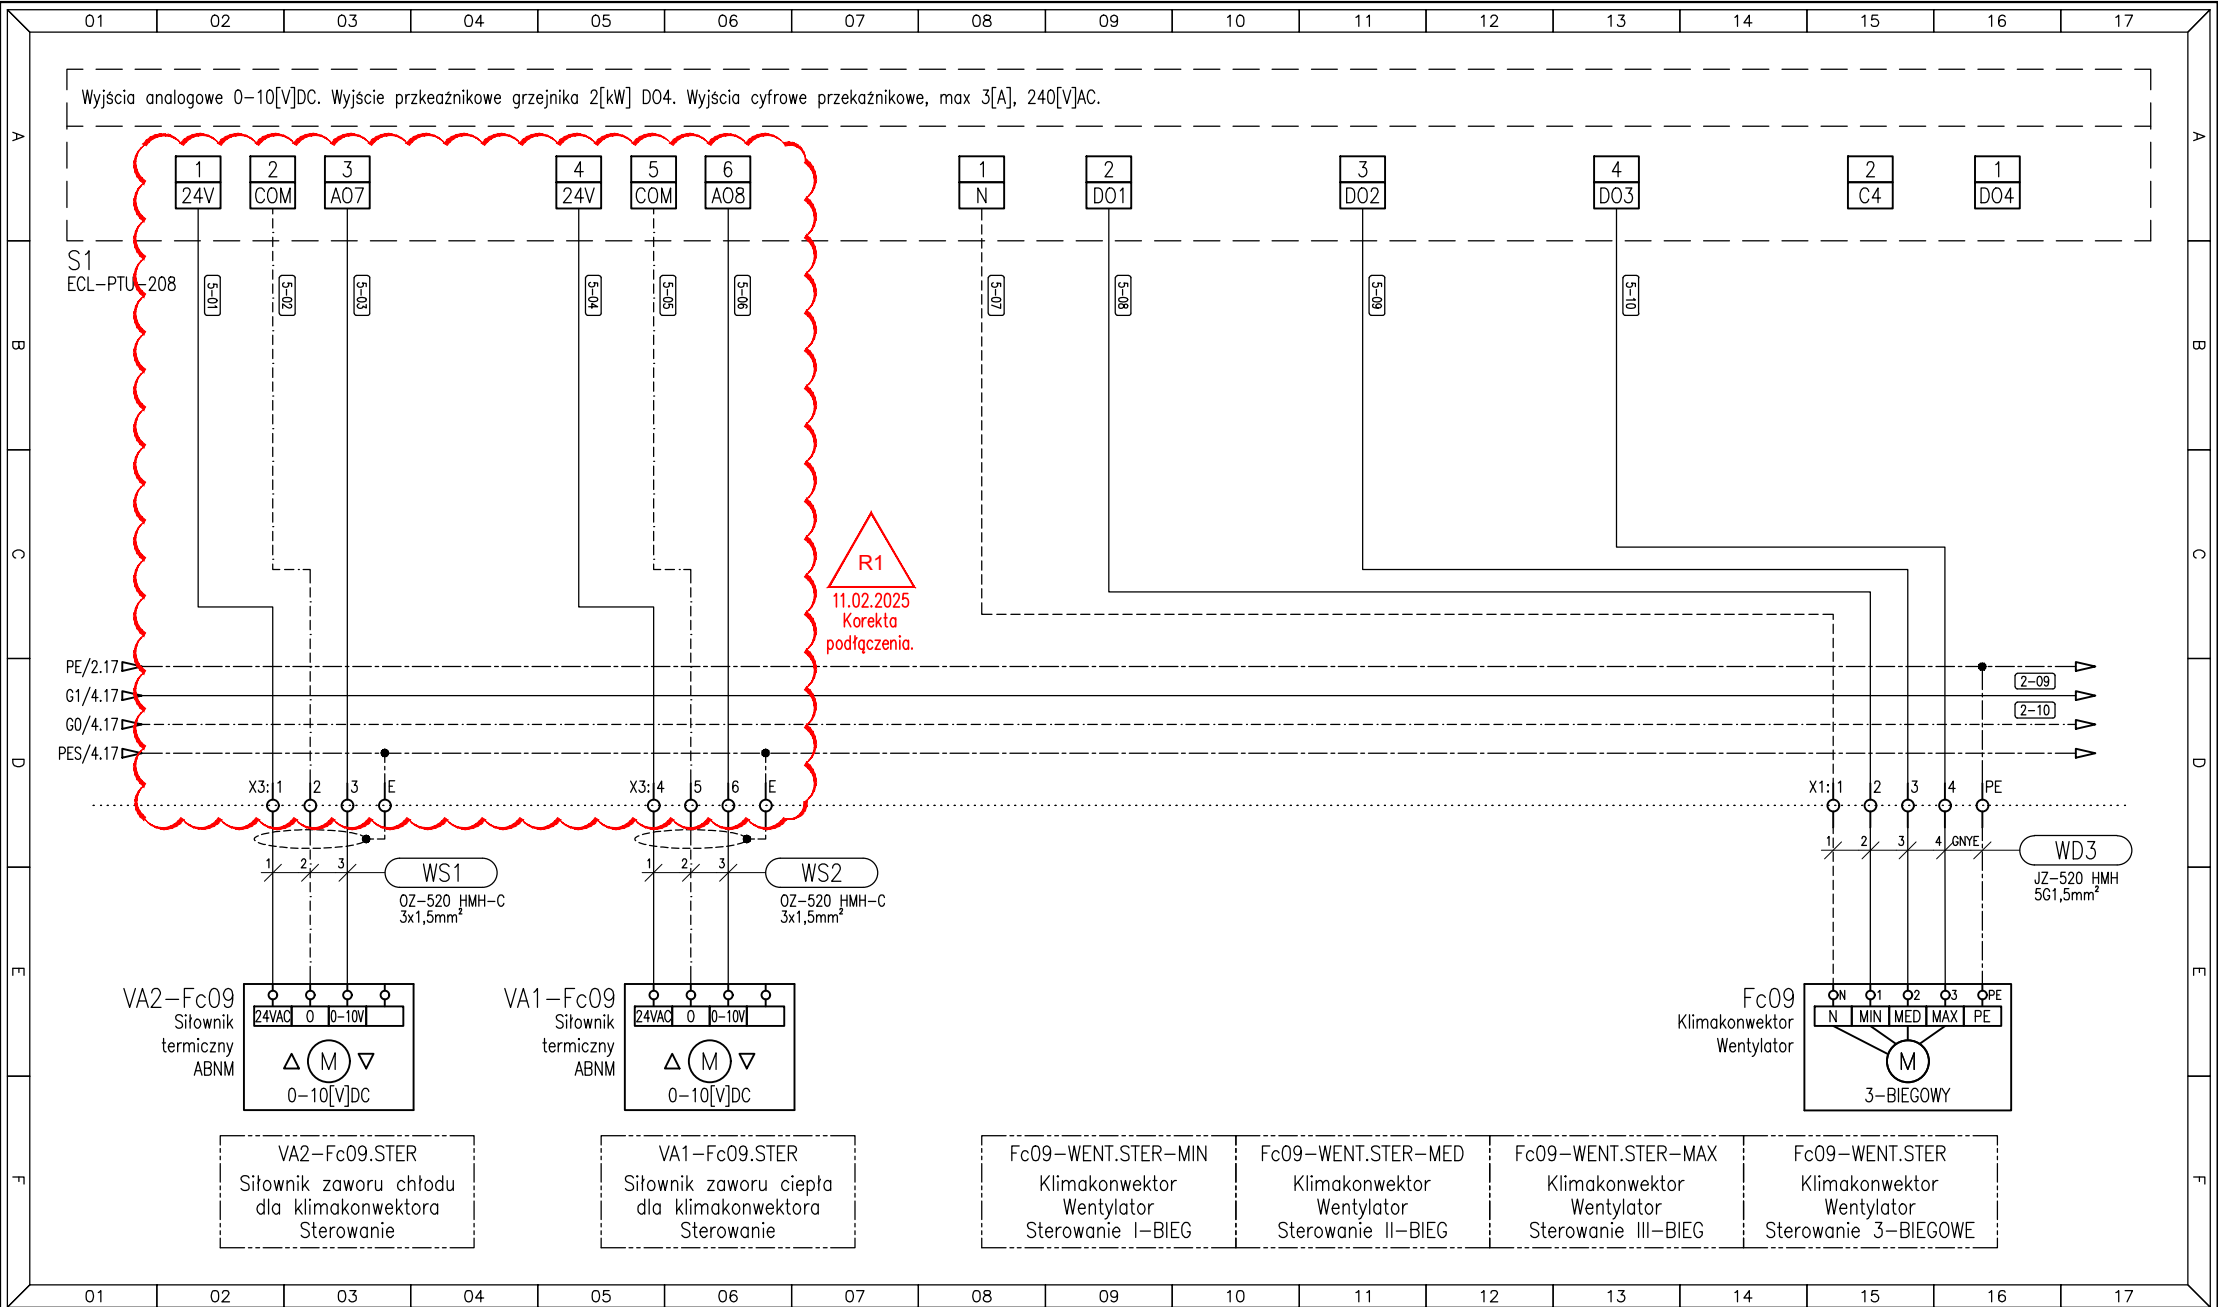 01 02 03 04 05 06 07 08 09 10 11 12 13 14 15 16 17
Wyjścia analogowe 0-10[V]DC. Wyjście przkeaźnikowe grzejnika 2[kW] DO4. Wyjścia cyfrowe przekaźnikowe, max 3[A], 240[V]AC.
A A
1 2 3 4 5 6 1 2 3 4 2 1
24V COM AO7 24V COM AO8 N DO1 DO2 DO3 C4 DO4
S1
ECL-PTU-208
5-01 5-02 5-03 5-04 5-05 5-06 5-07 5-08 5-09 5-10
B B
C C
R1
11.02.2025
Korekta
podłączenia.
PE/2.17
G1/4.17 2-09
G0/4.17 2-10
PES/4.17
D D
X3: 1 2 3 E X3: 4 5 6 E X1: 1 2 3 4 PE
1 2 3 WS1 1 2 3 WS2 1 2 3 4 GNYE WD3
OZ-520 HMH-C
3x1,5mm²
OZ-520 HMH-C
3x1,5mm²
JZ-520 HMH
5G1,5mm²
E E
VA2-Fc09
Siłownik
termiczny
ABNM
24VAC 0 0-10V
M
0-10[V]DC
VA1-Fc09
Siłownik
termiczny
ABNM
24VAC 0 0-10V
M
0-10[V]DC
Fc09
Klimakonwektor
Wentylator
N 1 2 3 PE
N MIN MED MAX PE
M
3-BIEGOWY
F F
VA2-Fc09.STER
Siłownik zaworu chłodu
dla klimakonwektora
Sterowanie
VA1-Fc09.STER
Siłownik zaworu ciepła
dla klimakonwektora
Sterowanie
Fc09-WENT.STER-MIN
Klimakonwektor
Wentylator
Sterowanie I-BIEG
Fc09-WENT.STER-MED
Klimakonwektor
Wentylator
Sterowanie II-BIEG
Fc09-WENT.STER-MAX
Klimakonwektor
Wentylator
Sterowanie III-BIEG
Fc09-WENT.STER
Klimakonwektor
Wentylator
Sterowanie 3-BIEGOWE
01 02 03 04 05 06 07 08 09 10 11 12 13 14 15 16 17